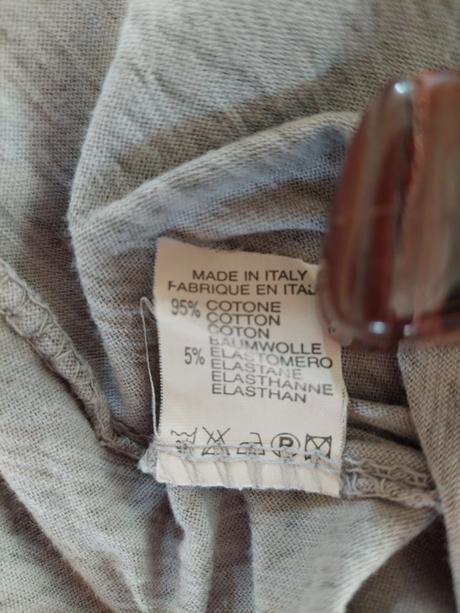 MADE IN ITALY
FABRIQUE EN ITAL
95% COTONE
COTTON
COTON
BAUMWOLLE
5% ELASTOMERO
ELASTANE
ELASTHANNE
ELASTHAN
P